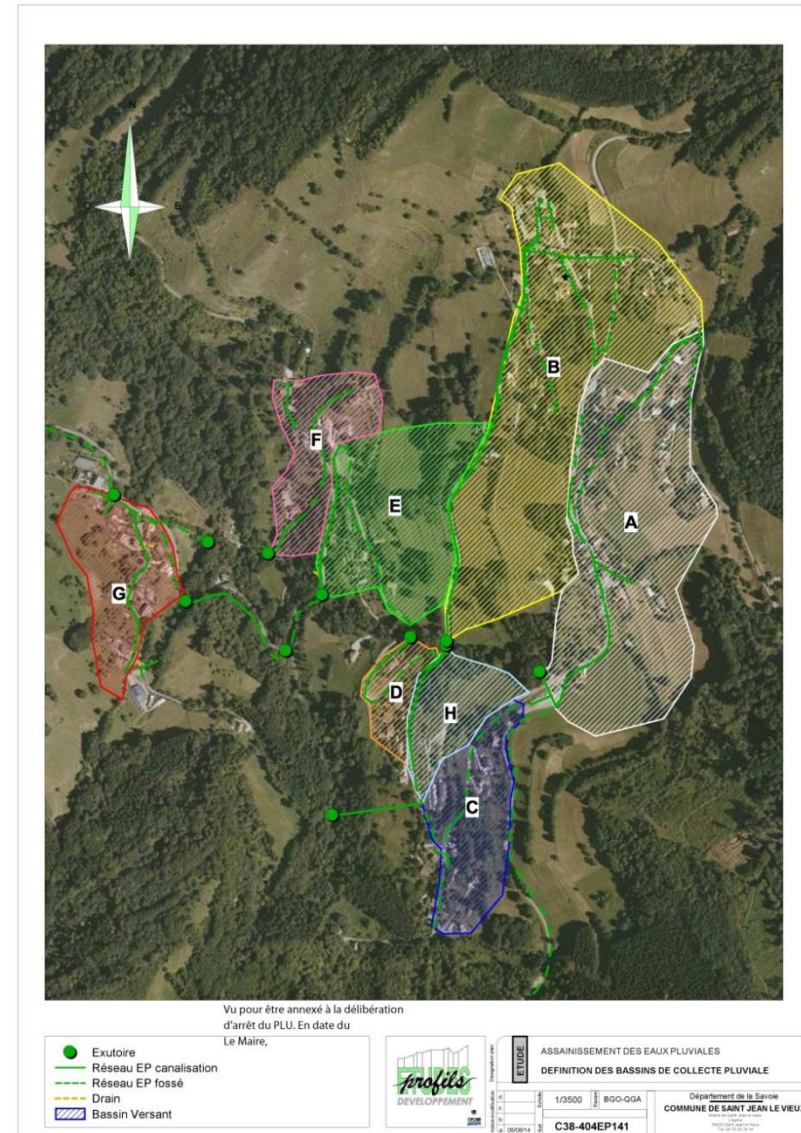 N
E
S
B
F
A
E
G
D
H
C
Vu pour être annexé à la délibération
d'arrêt du PLU. En date du
Le Maire,
Exutoire
Réseau EP canalisation
Réseau EP fossé
Drain
Bassin Versant
ETUDES
profils
DEVELOPPEMENT
ETUDE
ASSAINISSEMENT DES EAUX PLUVIALES
DEFINITION DES BASSINS DE COLLECTE PLUVIALE
1/3500
BGO-QGA
Département de la Savoie
COMMUNE DE SAINT JEAN LE VIEUX
06/06/14
C38-404EP141